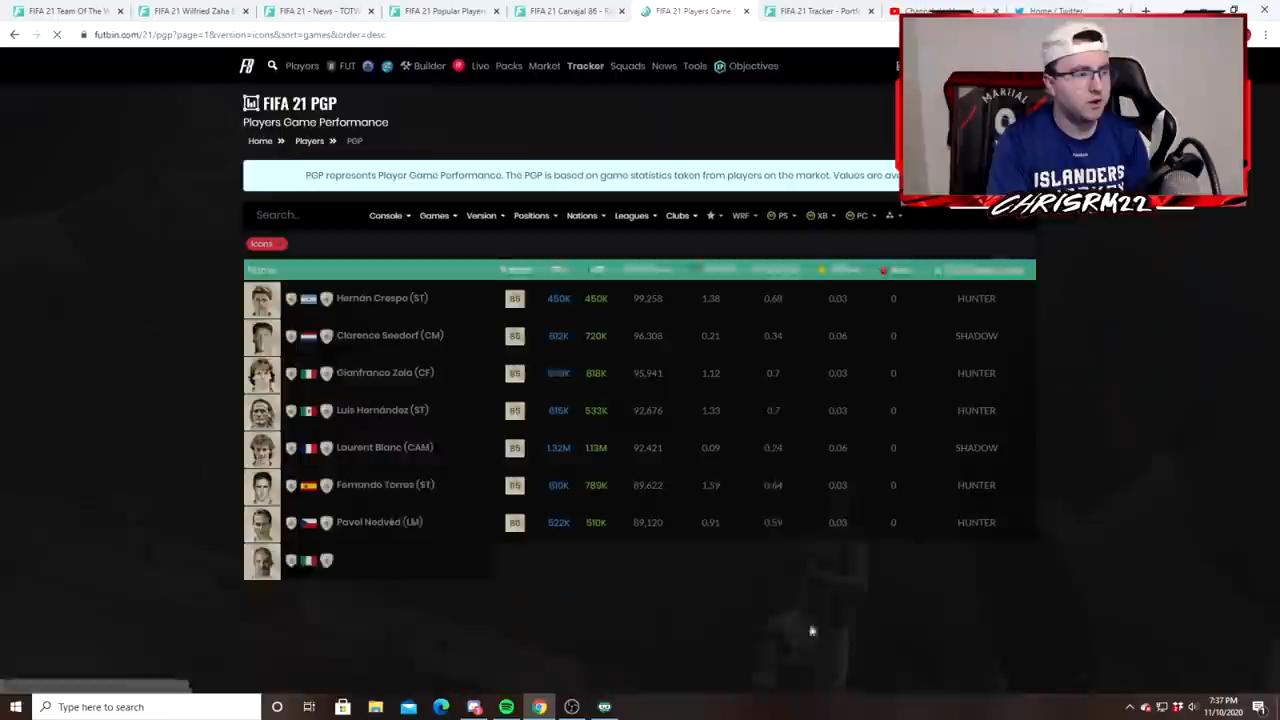 FIFA 21 Team Of The W
FIFA 21 Wilfried Zaha
FIFA 21 - News - TOTW
FIFA 21 Popular Players
FIFA 21 Carvajal 86 - R
FIFA 21 Players Game
FIFA 21 Tracker - Portf
Home / Twitter
futbin.com/21/pgp?page=1&version=icons&sort=games&order=desc
Players FUT Builder Live Packs Market Tracker Squads News Tools Objectives
FIFA 21 PGP
Players Game Performance
Home » Players » PGP
PGP represents Player Game Performance. The PGP is based on game statistics taken from players on the market. Values are
Search... Console Games Version Positions Nations Leagues Clubs WRF PS XB PC
Icons
Name
Hernán Crespo (ST) 85 450K 450K 99,258 1.38 0.68 0.03 0 HUNTER
Clarence Seedorf (CM) 85 812K 720K 96,308 0.21 0.34 0.06 0 SHADOW
Gianfranco Zola (CF) 85 818K 95,941 1.12 0.7 0.03 0 HUNTER
Luis Hernández (ST) 85 615K 533K 92,676 1.33 0.7 0.03 0 HUNTER
Laurent Blanc (CAM) 85 1.32M 1.13M 92,421 0.09 0.24 0.06 0 SHADOW
Fernando Torres (ST) 85 810K 789K 89,622 1.59 0.64 0.03 0 HUNTER
Pavel Nedvěd (LM) 86 522K 510K 89,120 0.91 0.59 0.03 0 HUNTER
MARTIAL
ISLANDERS
HOCKEY
CHRISRM22
Type here to search
7:37 PM
11/10/2020